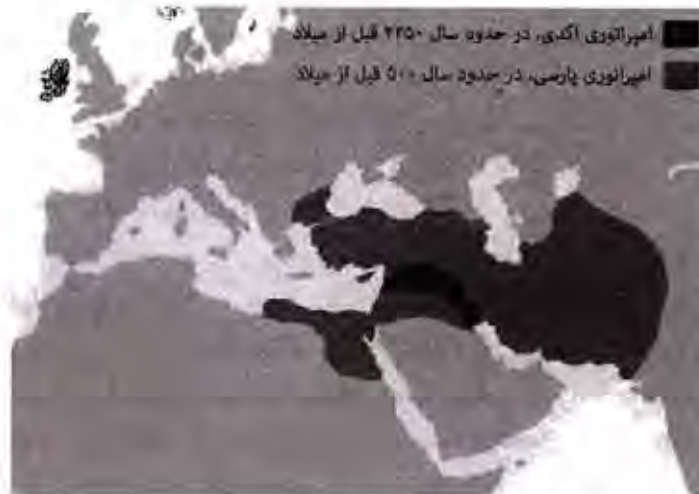 امپراتوری اکدی، در حدود سال ۲۲۵۰ قبل از میلاد
امپراتوری پارسی، در حدود سال ۵۰۰ قبل از میلاد